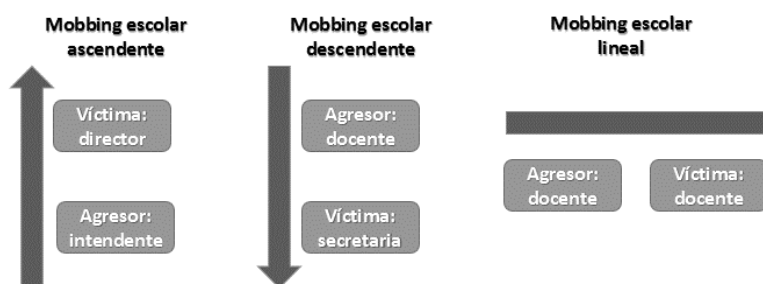 Mobbing escolar
ascendente
Víctima:
director
Agresor:
intendente
Mobbing escolar
descendente
Agresor:
docente
Víctima:
secretaria
Mobbing escolar
lineal
Agresor:
docente
Víctima:
docente